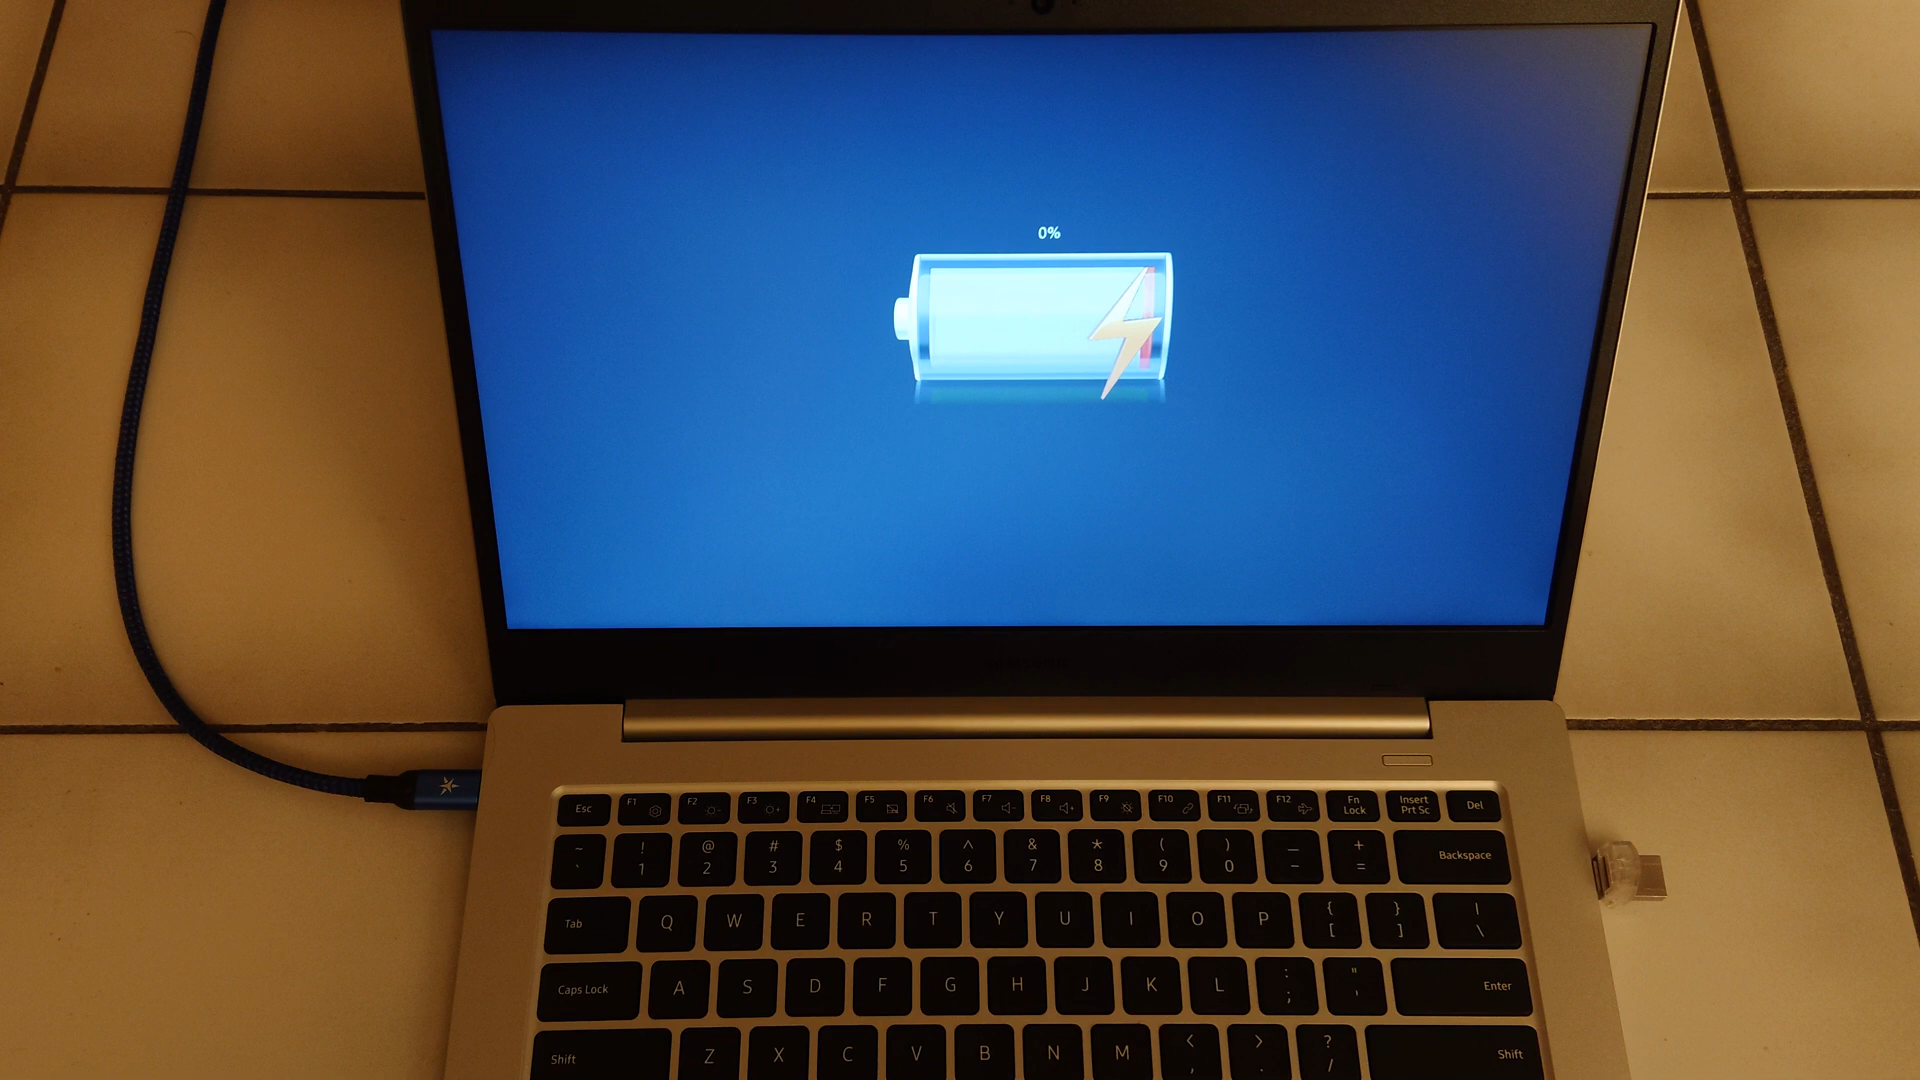 0%
Esc F1 F2 F3 F4 F5 F6 F7 F8 F9 F10 F11 F12 Fn Lock Insert Prt Sc Del
~ ` ! 1 @ 2 # 3 $ 4 % 5 ^ 6 & 7 * 8 ( 9 ) 0 _ - + = Backspace
Tab Q W E R T Y U I O P { [ } ] | \
Caps Lock A S D F G H J K L : ; " ' Enter
Shift Z X C V B N M < , > . ? / Shift